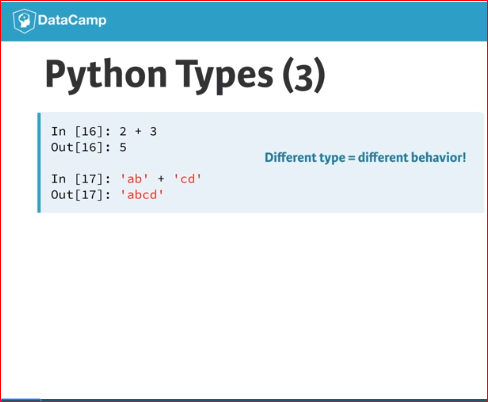 DataCamp
Python Types (3)
In [16]: 2 + 3
Out[16]: 5
Different type = different behavior!
In [17]: 'ab' + 'cd'
Out[17]: 'abcd'